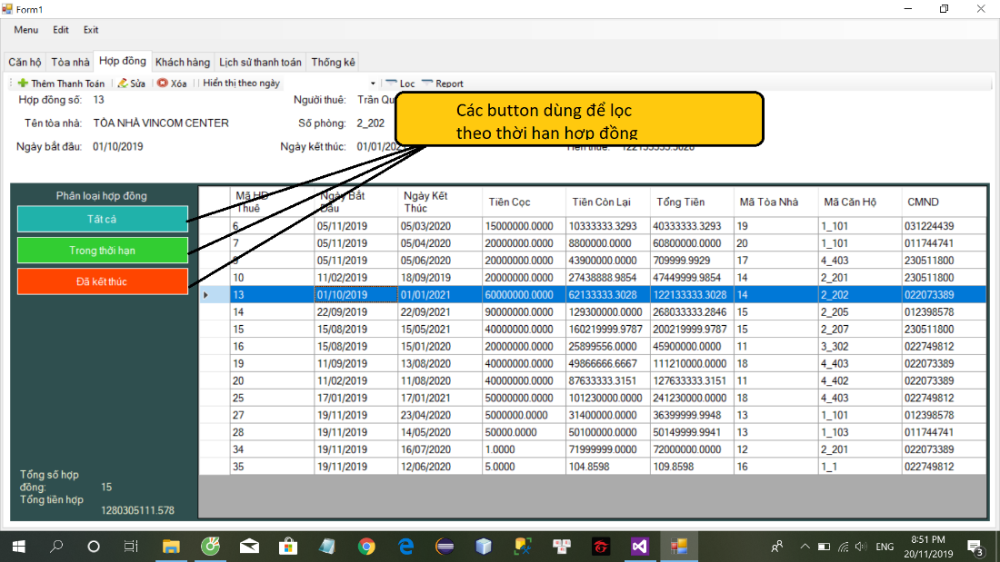 Form1
Menu Edit Exit
Căn hộ Tòa nhà Hợp đồng Khách hàng Lịch sử thanh toán Thống kê
Thêm Thanh Toán Sửa Xóa Hiển thị theo ngày Lọc Report
Hợp đồng số: 13 Người thuê: Trần
Tên tòa nhà: TÒA NHÀ VINCOM CENTER Số phòng: 2_202
Ngày bắt đầu: 01/10/2019 Ngày kết thúc: 01/01/202 122133333.3028
Các button dùng để lọc
theo thời hạn hợp đồng
Phân loại hợp đồng
Tất cả
Trong thời hạn
Đã kết thúc
Tổng số hợp
đồng: 15
Tổng tiền hợp
1280305111.578
Mã HD Thuê Ngày Bắt Đầu Ngày Kết Thúc Tiền Cọc Tiền Còn Lại Tổng Tiền Mã Tòa Nhà Mã Căn Hộ CMND
6 05/11/2019 05/03/2020 15000000.0000 10333333.3293 40333333.3293 19 1_101 031224439
7 05/11/2019 05/04/2020 20000000.0000 8800000.0000 60800000.0000 20 1_101 011744741
9 05/11/2019 05/06/2020 20000000.0000 43900000.0000 709999.9929 17 4_403 230511800
10 11/02/2019 18/09/2019 20000000.0000 27438888.9854 47449999.9854 14 2_201 230511800
13 01/10/2019 01/01/2021 60000000.0000 62133333.3028 122133333.3028 14 2_202 022073389
14 22/09/2019 22/09/2021 90000000.0000 129300000.0000 268033333.2846 15 2_205 012398578
15 15/08/2019 15/05/2021 40000000.0000 160219999.9787 200219999.9787 15 2_207 230511800
16 15/08/2019 15/01/2020 20000000.0000 25899556.0000 45900000.0000 11 3_302 022749812
19 11/09/2019 13/08/2020 40000000.0000 49866666.6667 111210000.0000 18 4_403 022073389
20 11/02/2019 11/08/2020 40000000.0000 87633333.3151 127633333.3151 11 4_402 022073389
25 17/01/2019 17/01/2021 50000000.0000 101230000.0000 241230000.0000 18 4_403 022749812
27 19/11/2019 23/04/2020 5000000.0000 31400000.0000 36399999.9948 13 1_101 012398578
28 19/11/2019 14/05/2020 50000.0000 50100000.0000 50149999.9941 13 1_103 011744741
34 19/11/2019 16/07/2020 1.0000 71999999.0000 72000000.0000 12 2_201 022073389
35 19/11/2019 12/06/2020 5.0000 104.8598 109.8598 16 1_1 022749812
ENG 8:51 PM
20/11/2019 3